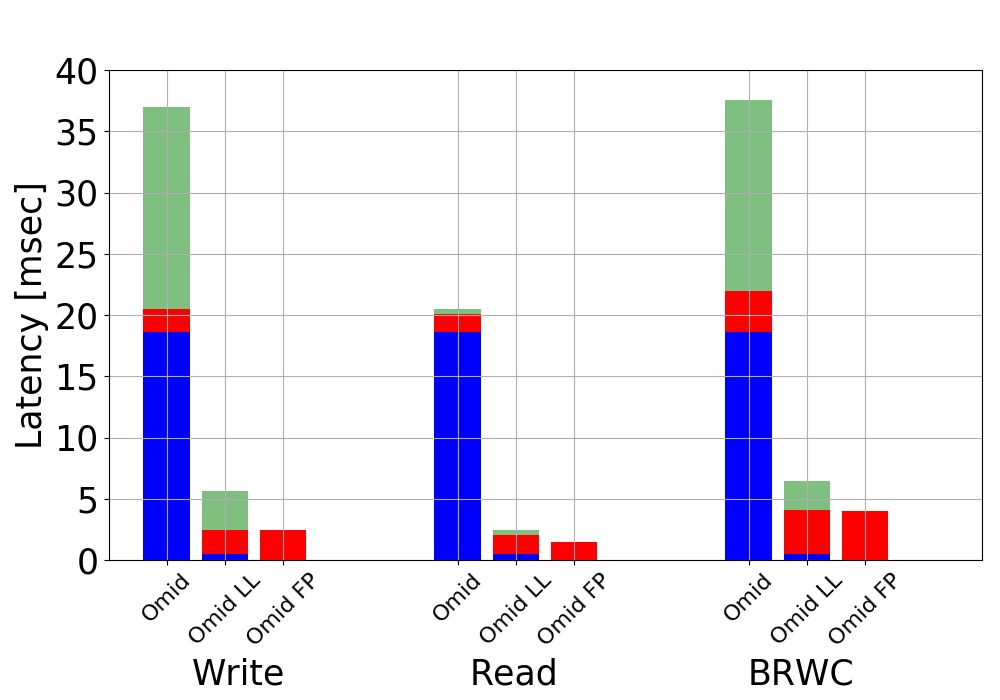 40
35
30
25
20
15
10
5
0
Latency [msec]
Omid
Omid LL
Omid FP
Omid
Omid LL
Omid FP
Omid
Omid LL
Omid FP
Write
Read
BRWC